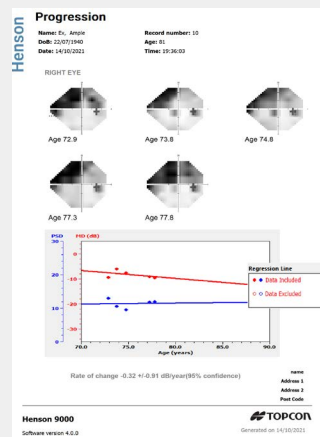 Henson
Progression
Name: Ex, Ample
Record number: 10
DoB: 22/07/1940
Age: 81
Date: 14/10/2021
Time: 19:36:03
RIGHT EYE
Age 72.9
Age 73.8
Age 74.8
Age 77.3
Age 77.8
PSD MD (dB)
30 0
20 -10
10 -20
0 -30
70.0 75.0 80.0 85.0 90.0
Age (years)
Regression Line
Data Included
Data Excluded
Rate of change -0.32 +/-0.91 dB/year(95% confidence)
name
Address 1
Address 2
Post Code
Henson 9000
TOPCON
Software version 4.0.0
Generated on 14/10/2021